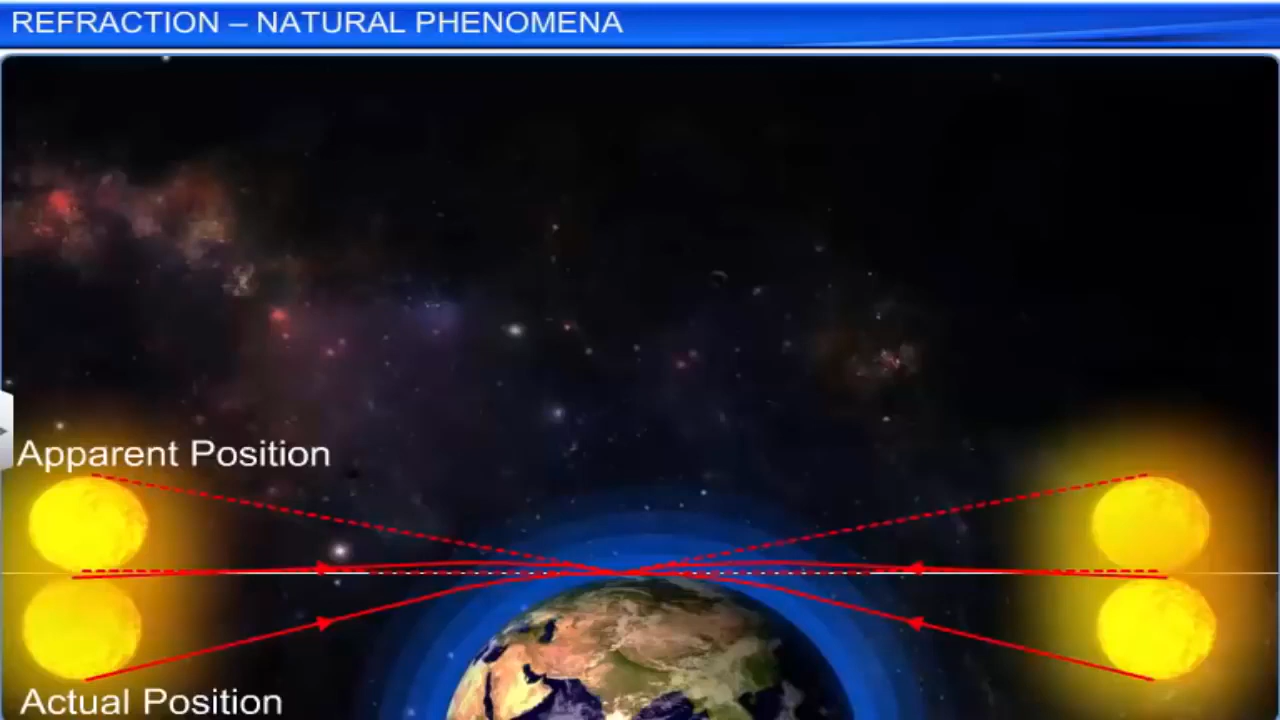 REFRACTION – NATURAL PHENOMENA
Apparent Position
Actual Position